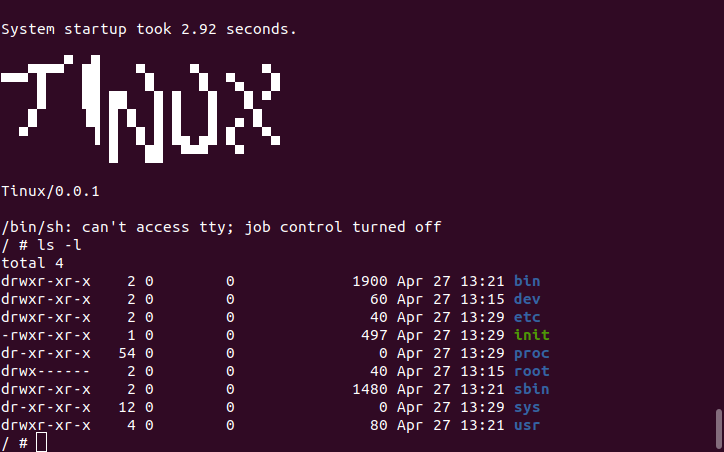 System startup took 2.92 seconds.
TINUX
Tinux/0.0.1
/bin/sh: can't access tty; job control turned off
/ # ls -l
total 4
drwxr-xr-x    2 0        0             1900 Apr 27 13:21 bin
drwxr-xr-x    2 0        0               60 Apr 27 13:15 dev
drwxr-xr-x    2 0        0               40 Apr 27 13:29 etc
-rwxr-xr-x    1 0        0              497 Apr 27 13:29 init
dr-xr-xr-x   54 0        0                0 Apr 27 13:29 proc
drwx------    2 0        0               40 Apr 27 13:15 root
drwxr-xr-x    2 0        0             1480 Apr 27 13:21 sbin
dr-xr-xr-x   12 0        0                0 Apr 27 13:29 sys
drwxr-xr-x    4 0        0               80 Apr 27 13:21 usr
/ #